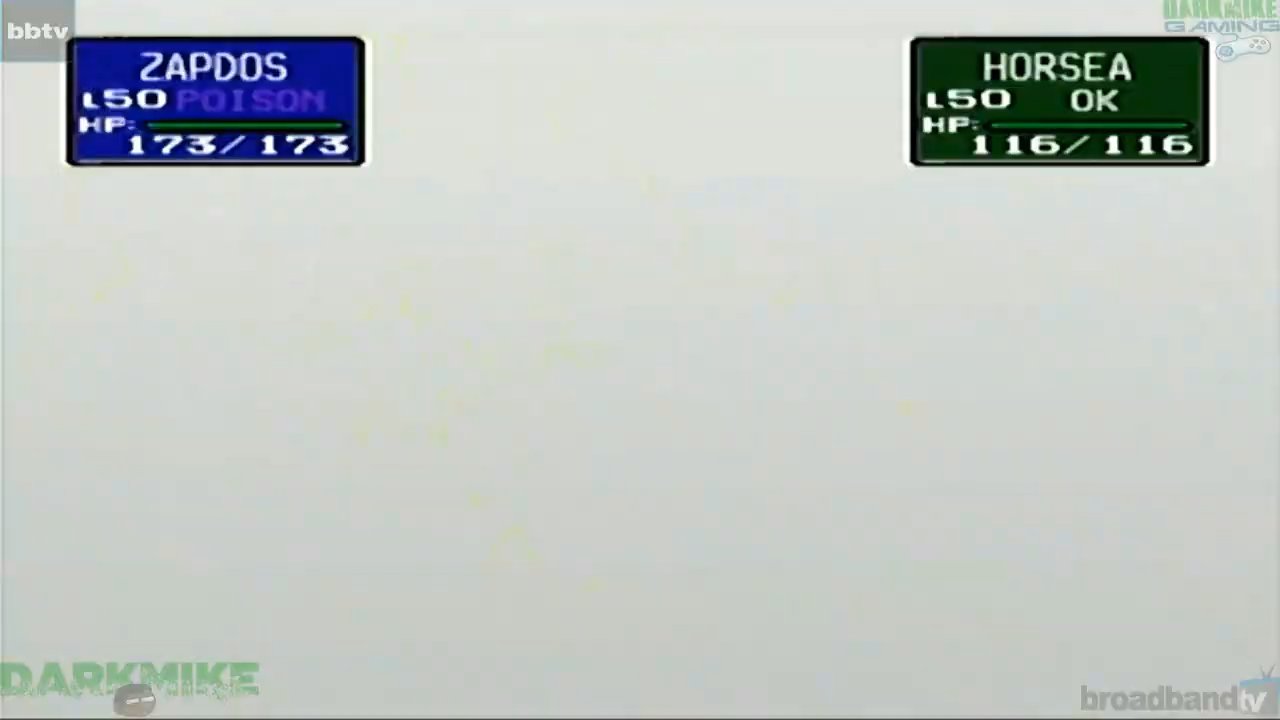 bbtv
ZAPDOS
L50 POISON
HP:
173/173
HORSEA
L50 OK
HP:
116/116
DARKMIKE
GAMING
DARKMIKE
broadbandtv